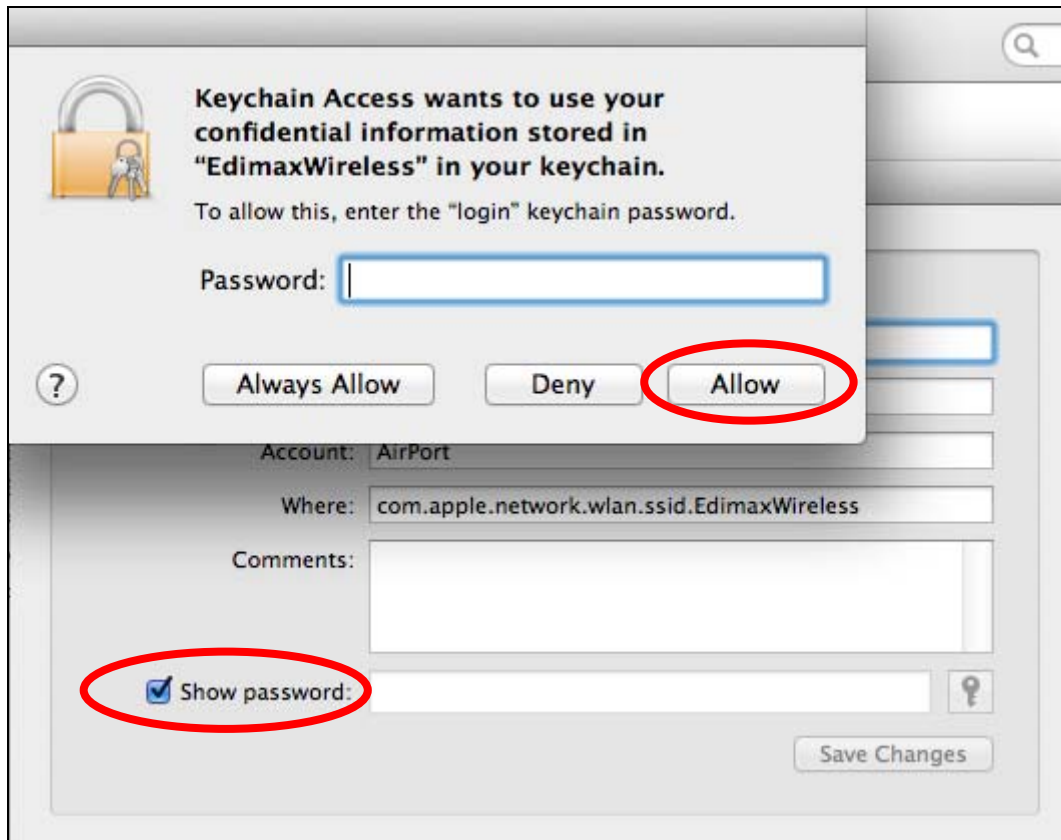 Keychain Access wants to use your
confidential information stored in
“EdimaxWireless” in your keychain.
To allow this, enter the “login” keychain password.
Password:
?
Always Allow
Deny
Allow
Account: AirPort
Where: com.apple.network.wlan.ssid.EdimaxWireless
Comments:
Show password:
Save Changes